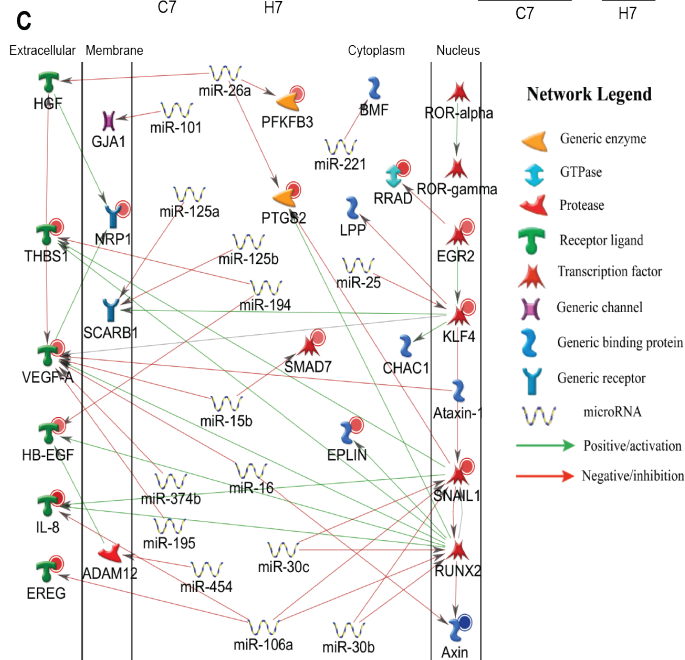 C7 H7 C7 H7
C
Extracellular Membrane Cytoplasm Nucleus
HGF
miR-26a
PFKFB3
BMF
ROR-alpha
GJA1
miR-101
miR-221
ROR-gamma
RRAD
miR-125a
PTGS2
LPP
NRP1
THBS1
miR-125b
EGR2
miR-25
miR-194
SCARB1
KLF4
CHAC1
SMAD7
VEGF-A
miR-15b
Ataxin-1
HB-EGF
EPLIN
miR-374b
miR-16
SNAIL1
IL-8
miR-195
miR-30c
RUNX2
ADAM12
miR-454
EREG
miR-106a
miR-30b
Axin
Network Legend
Generic enzyme
GTPase
Protease
Receptor ligand
Transcription factor
Generic channel
Generic binding protein
Generic receptor
microRNA
Positive/activation
Negative/inhibition